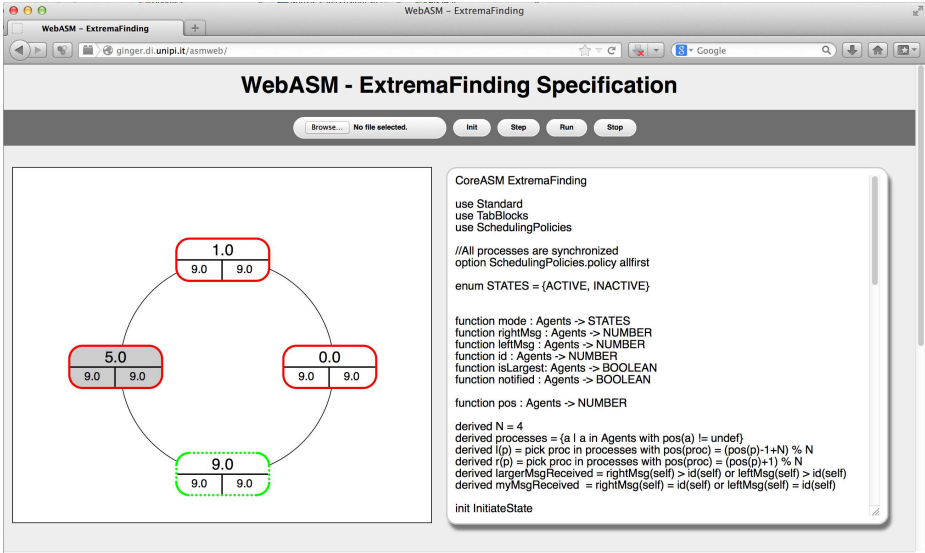 WebASM – ExtremaFinding
WebASM – ExtremaFinding
+
ginger.di.unipi.it/asmweb/
Google
WebASM - ExtremaFinding Specification
Browse... No file selected.
Init
Step
Run
Stop
1.0
9.0 9.0
5.0
9.0 9.0
0.0
9.0 9.0
9.0
9.0 9.0
CoreASM ExtremaFinding
use Standard
use TabBlocks
use SchedulingPolicies
//All processes are synchronized
option SchedulingPolicies.policy allfirst
enum STATES = {ACTIVE, INACTIVE}
function mode : Agents -> STATES
function rightMsg : Agents -> NUMBER
function leftMsg : Agents -> NUMBER
function id : Agents -> NUMBER
function isLargest: Agents -> BOOLEAN
function notified : Agents -> BOOLEAN
function pos : Agents -> NUMBER
derived N = 4
derived processes = {a | a in Agents with pos(a) != undef}
derived l(p) = pick proc in processes with pos(proc) = (pos(p)-1+N) % N
derived r(p) = pick proc in processes with pos(proc) = (pos(p)+1) % N
derived largerMsgReceived = rightMsg(self) > id(self) or leftMsg(self) > id(self)
derived myMsgReceived  = rightMsg(self) = id(self) or leftMsg(self) = id(self)
init InitiateState